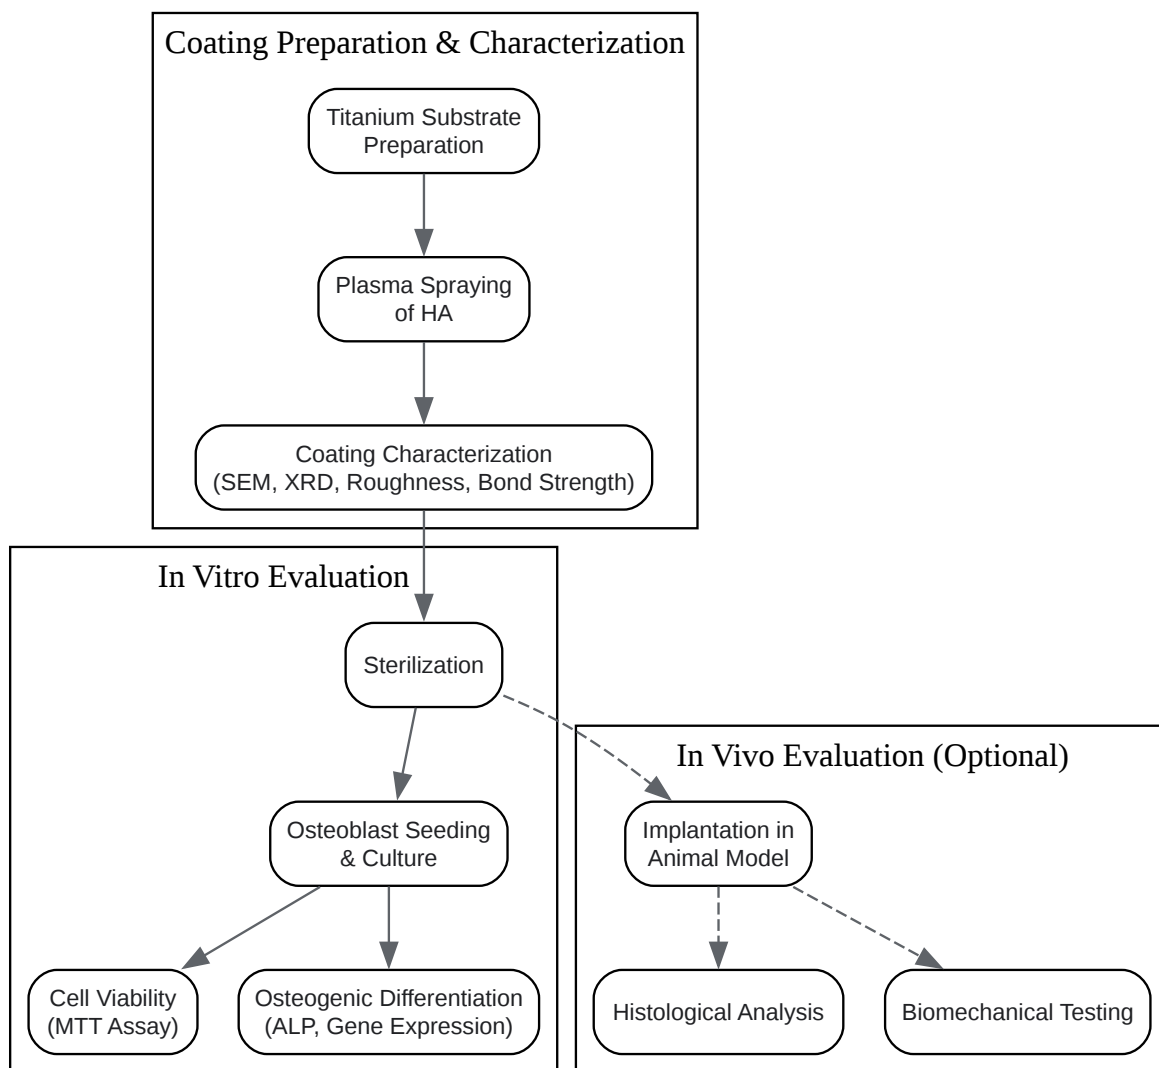 Coating Preparation & Characterization
Titanium Substrate
Preparation
Plasma Spraying
of HA
Coating Characterization
(SEM, XRD, Roughness, Bond Strength)
In Vitro Evaluation
Sterilization
Osteoblast Seeding
& Culture
Cell Viability
(MTT Assay)
Osteogenic Differentiation
(ALP, Gene Expression)
In Vivo Evaluation (Optional)
Implantation in
Animal Model
Histological Analysis
Biomechanical Testing